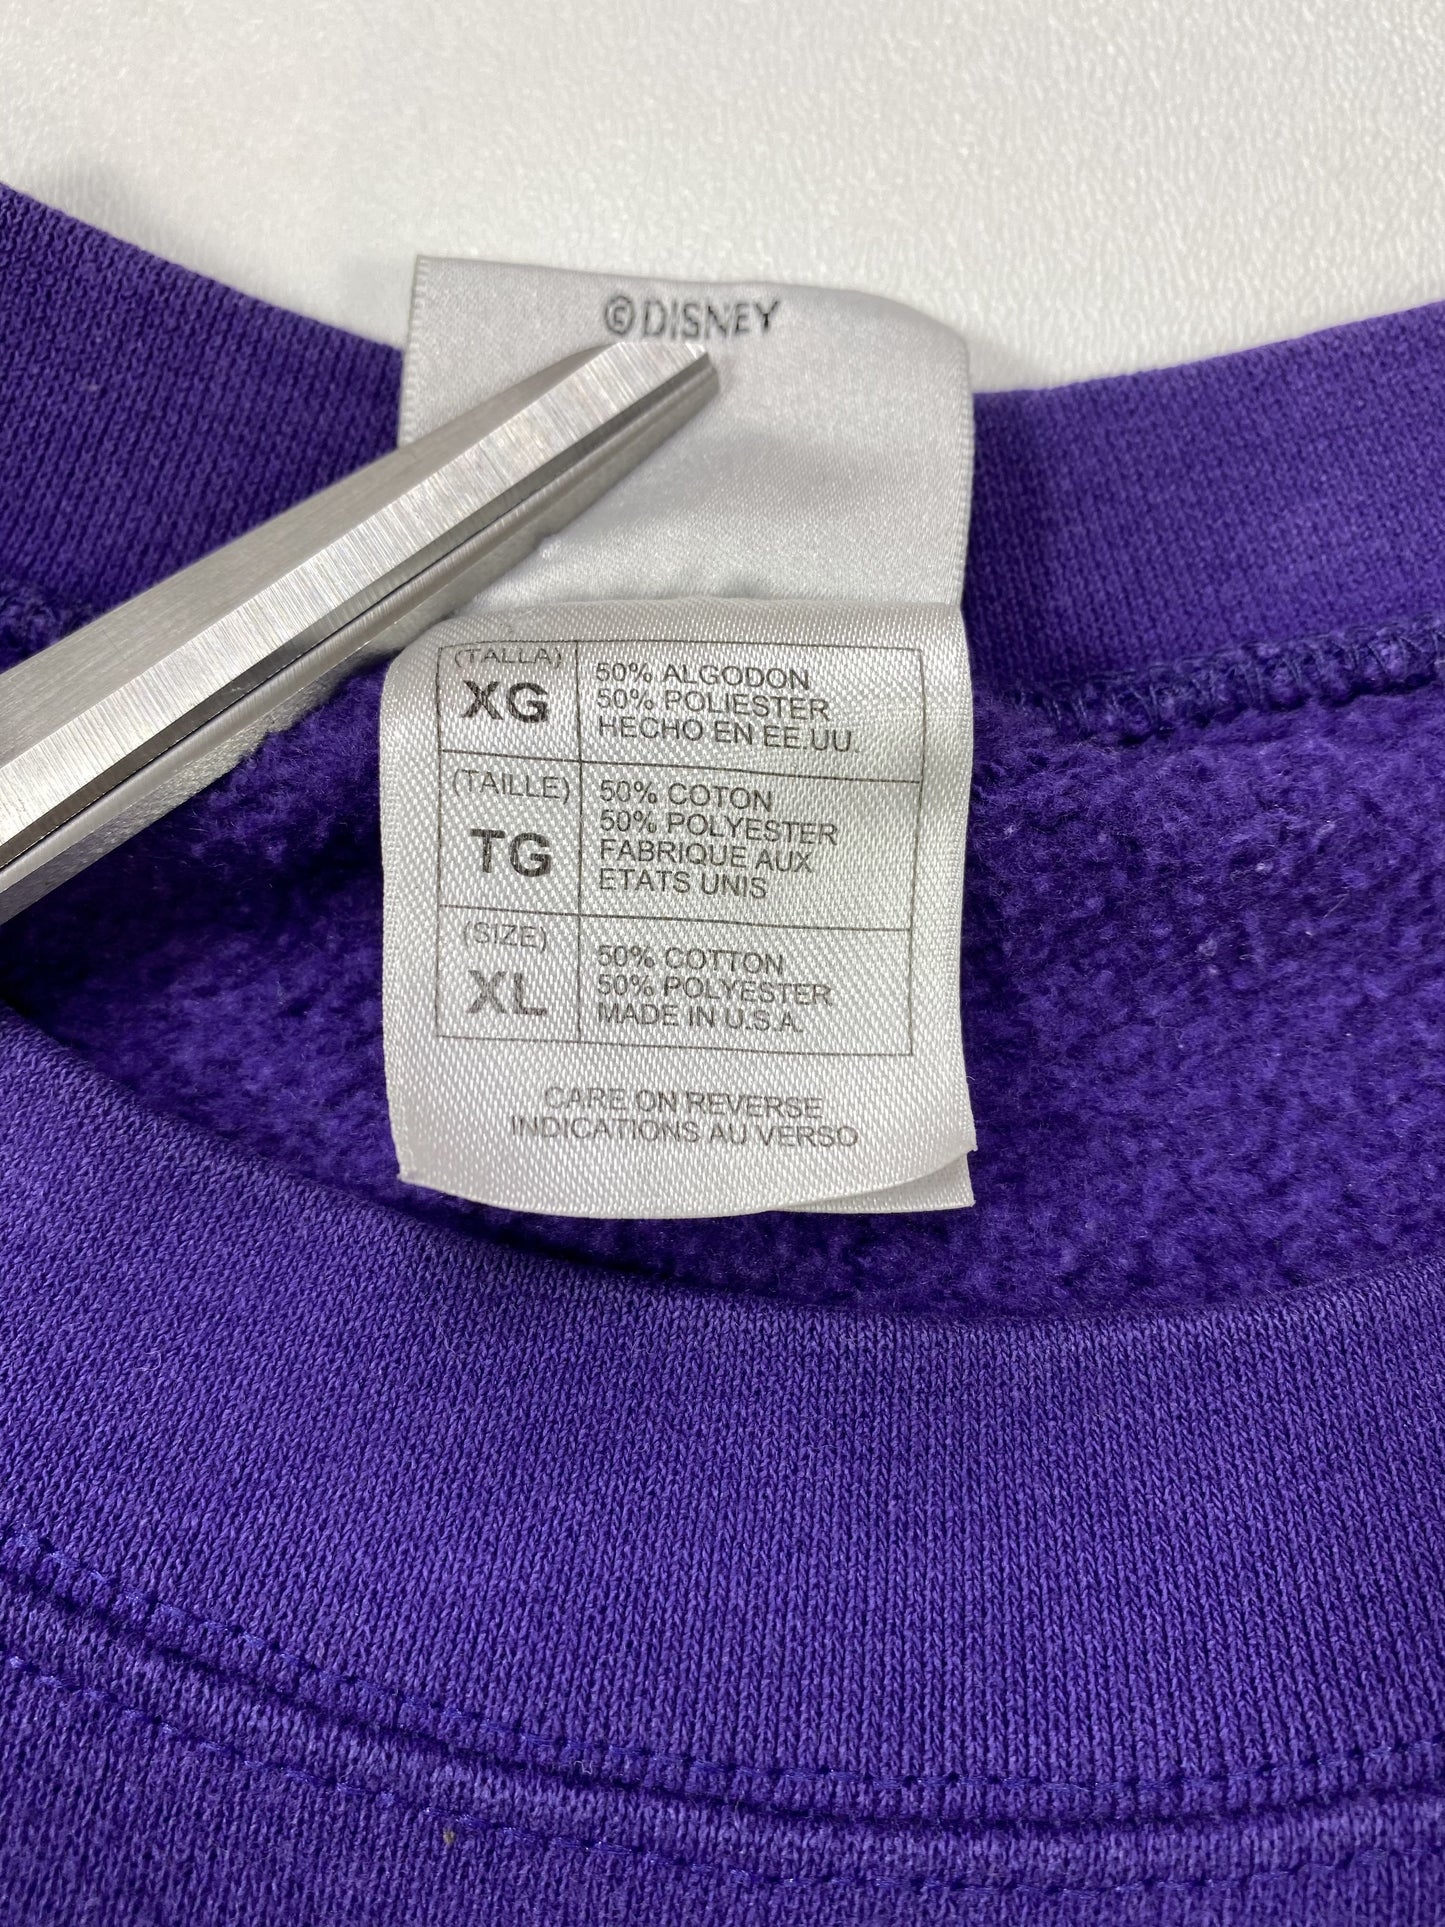 ©DISNEY
(TALLA)
XG
50% ALGODON
50% POLIESTER
HECHO EN EE.UU.
(TAILLE)
TG
50% COTON
50% POLYESTER
FABRIQUE AUX
ETATS UNIS
(SIZE)
XL
50% COTTON
50% POLYESTER
MADE IN U.S.A.
CARE ON REVERSE
INDICATIONS AU VERSO